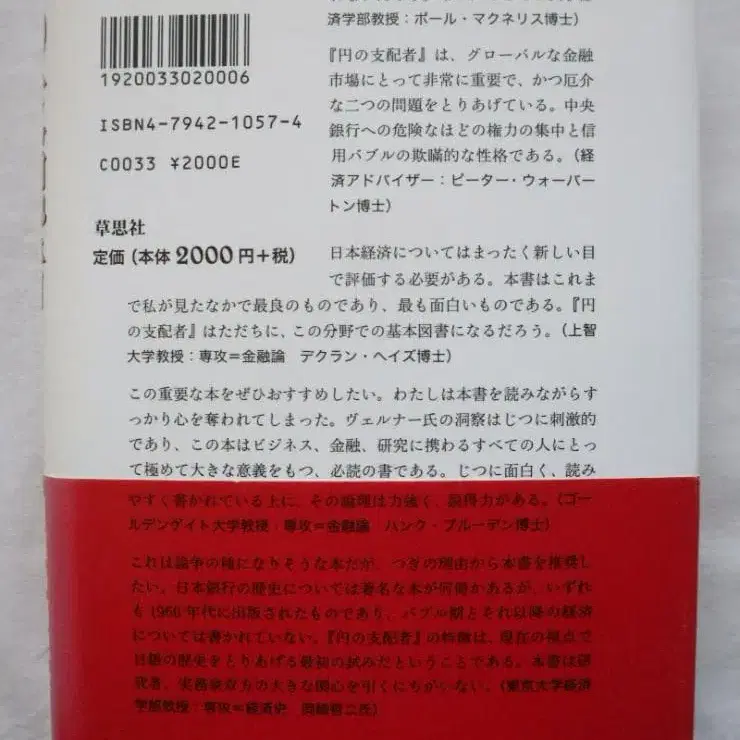 済学部教授：ポール・マクネリス博士）
1920033020006
ISBN4-7942-1057-4
C0033 ¥2000E
草思社
定価（本体2000円＋税）
『円の支配者』は、グローバルな金融
市場にとって非常に重要で、かつ厄介
な二つの問題をとりあげている。中央
銀行への危険なほどの権力の集中と信
用バブルの欺瞞的な性格である。（経
済アドバイザー：ピーター・ウォーバー
トン博士）
日本経済についてはまったく新しい目
で評価する必要がある。本書はこれま
で私が見たなかで最良のものであり、最も面白いものである。『円
の支配者』はただちに、この分野での基本図書になるだろう。（上智
大学教授：専攻＝金融論　デクラン・ヘイズ博士）
この重要な本をぜひおすすめしたい。わたしは本書を読みながらす
っかり心を奪われてしまった。ヴェルナー氏の洞察はじつに刺激的
であり、この本はビジネス、金融、研究に携わるすべての人にとっ
て極めて大きな意義をもつ、必読の書である。じつに面白く、読み
やすく書かれている上に、その論理は力強く、説得力がある。（ゴー
ルデンゲイト大学教授：専攻＝金融論　ハンク・プルーデン博士）
これは論争の種になりそうな本だが、つぎの理由から本書を推奨し
たい。日本銀行の歴史については著名な本が何冊かあるが、いずれ
も1960年代に出版されたものであり、バブル期とそれ以降の経済
については書かれていない。『円の支配者』の特徴は、現在の視点で
日銀の歴史をとりあげる最初の試みだということである。本書は研
究者、実務家双方の大きな関心を引くにちがいない。（東京大学経済
学部教授：専攻＝経済史　岡崎哲二氏）